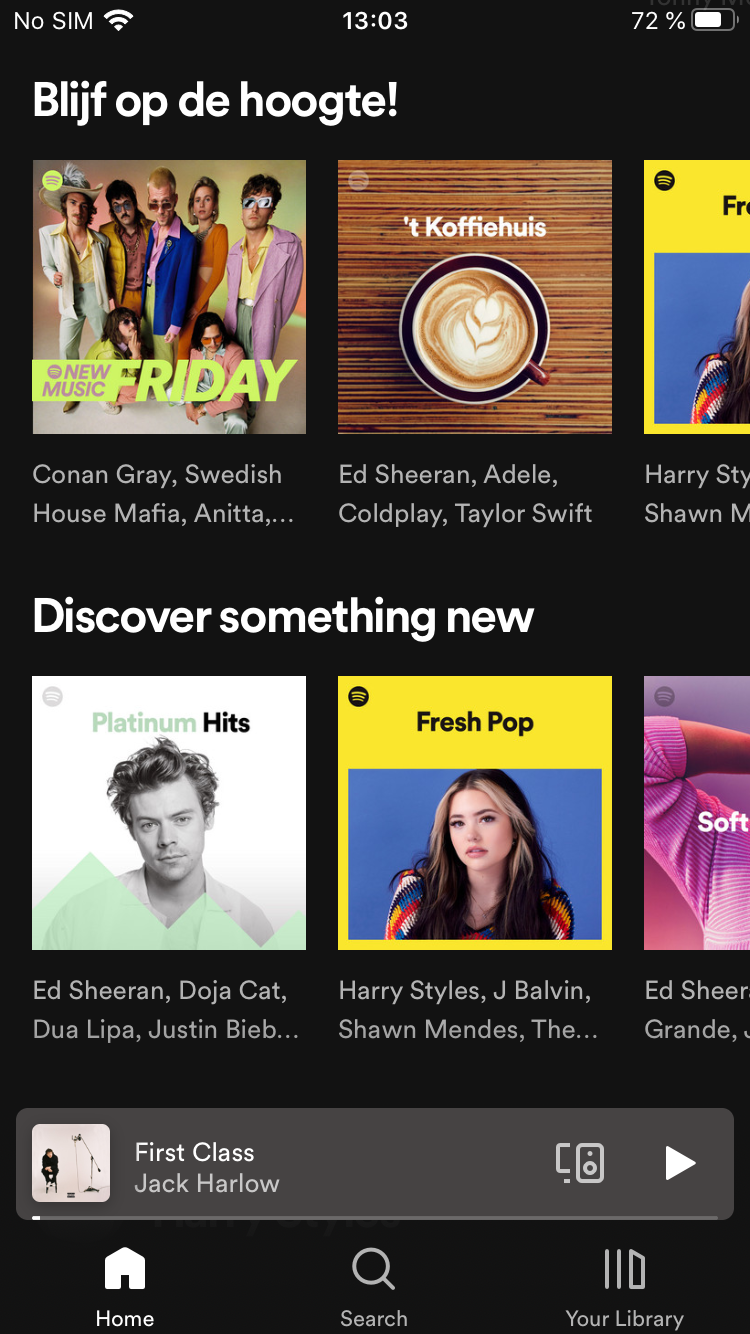 No SIM 13:03 72 %
Blijf op de hoogte!
't Koffiehuis
NEW
MUSIC FRIDAY
Conan Gray, Swedish
House Mafia, Anitta,...
Ed Sheeran, Adele,
Coldplay, Taylor Swift
Harry Sty
Shawn M
Discover something new
Platinum Hits
Fresh Pop
Soft
Ed Sheeran, Doja Cat,
Dua Lipa, Justin Bieb...
Harry Styles, J Balvin,
Shawn Mendes, The...
Ed Sheer
Grande, J
First Class
Jack Harlow
Harry Styles
Home
Search
Your Library